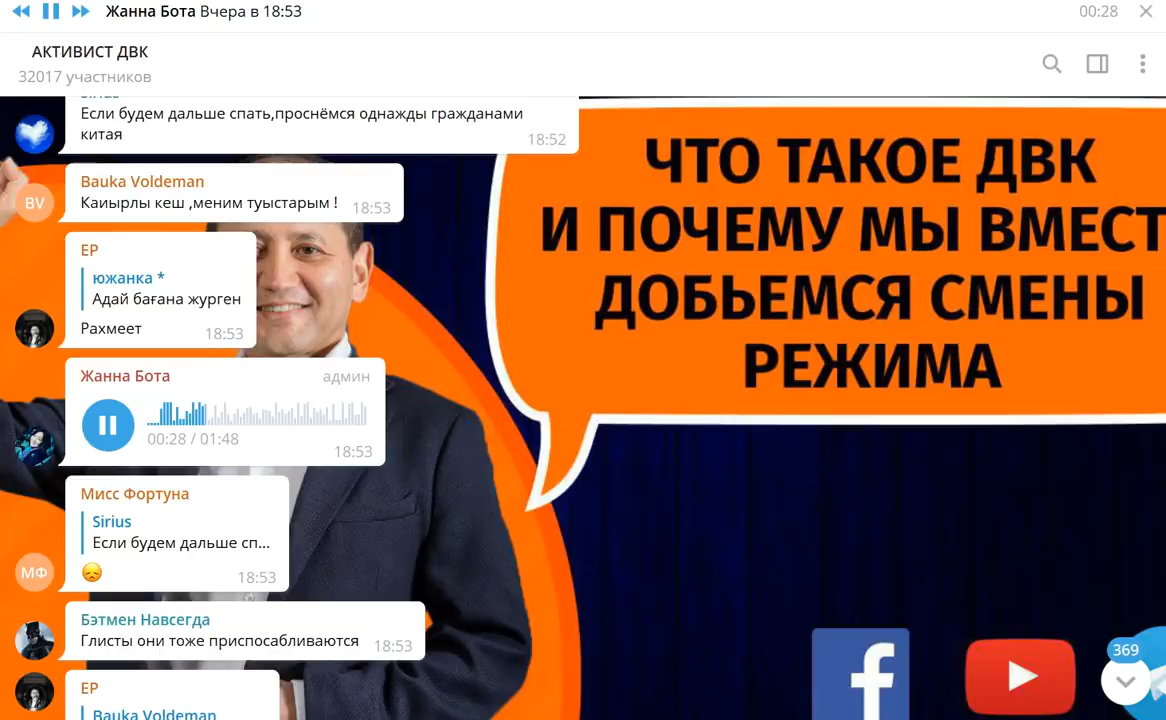 Жанна Бота Вчера в 18:53
00:28
АКТИВИСТ ДВК
32017 участников
Если будем дальше спать,проснёмся однажды гражданами
китая
18:52
Bauka Voldeman
BV
Каиырлы кеш ,меним туыстарым !
18:53
ЕР
южанка *
Адай бағана журген
Рахмеет
18:53
Жанна Бота
админ
00:28 / 01:48
18:53
Мисс Фортуна
Sirius
Если будем дальше сп...
МФ
18:53
Бэтмен Навсегда
Глисты они тоже приспосабливаются
18:53
ЕР
Bauka Voldeman
ЧТО ТАКОЕ ДВК
И ПОЧЕМУ МЫ ВМЕСТ
ДОБЬЕМСЯ СМЕНЫ
РЕЖИМА
f
369